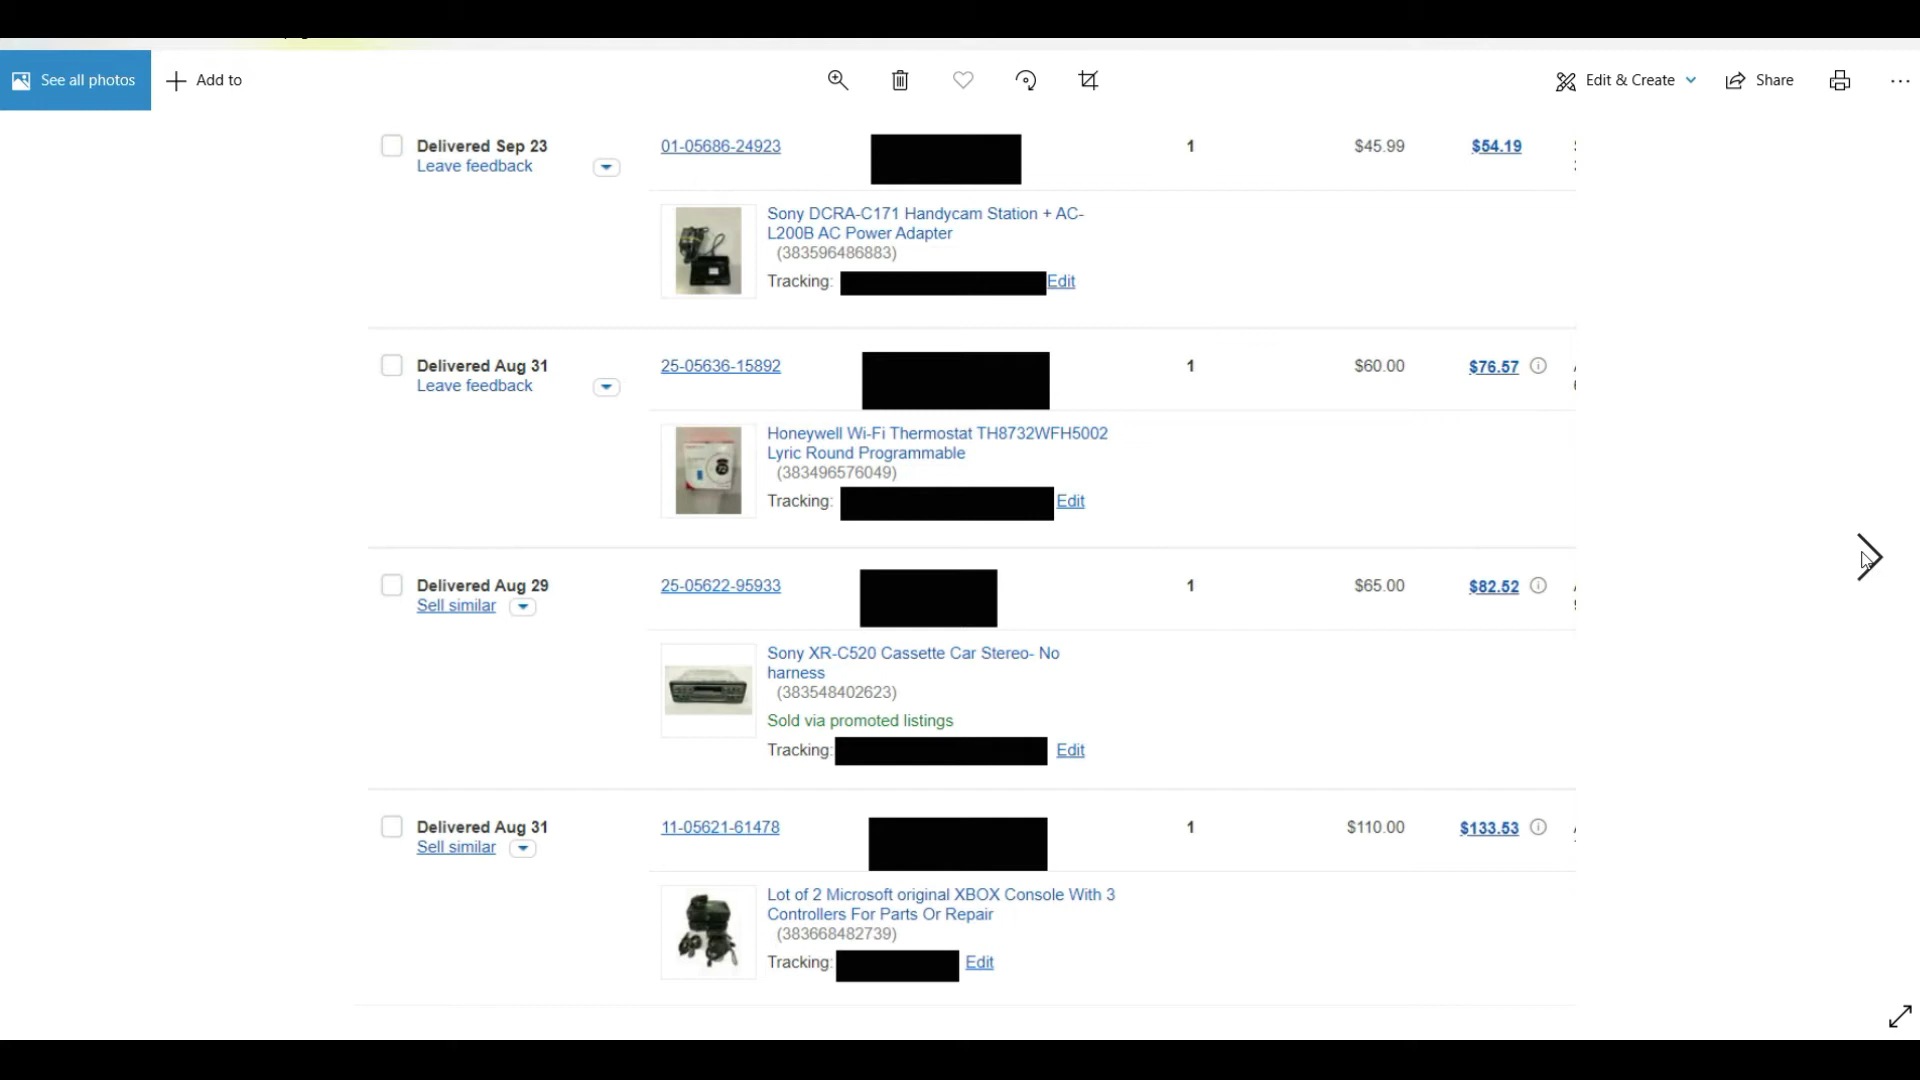 See all photos
Add to
Edit & Create
Share
Delivered Sep 23
01-05686-24923
1
$45.99
$54.19
Leave feedback
Sony DCRA-C171 Handycam Station + AC-
L200B AC Power Adapter
(383596486883)
Tracking:
Edit
Delivered Aug 31
25-05636-15892
1
$60.00
$76.57
Leave feedback
Honeywell Wi-Fi Thermostat TH8732WFH5002
Lyric Round Programmable
(383496576049)
Tracking:
Edit
Delivered Aug 29
25-05622-95933
1
$65.00
$82.52
Sell similar
Sony XR-C520 Cassette Car Stereo- No
harness
(383548402623)
Sold via promoted listings
Tracking:
Edit
Delivered Aug 31
11-05621-61478
1
$110.00
$133.53
Sell similar
Lot of 2 Microsoft original XBOX Console With 3
Controllers For Parts Or Repair
(383668482739)
Tracking:
Edit